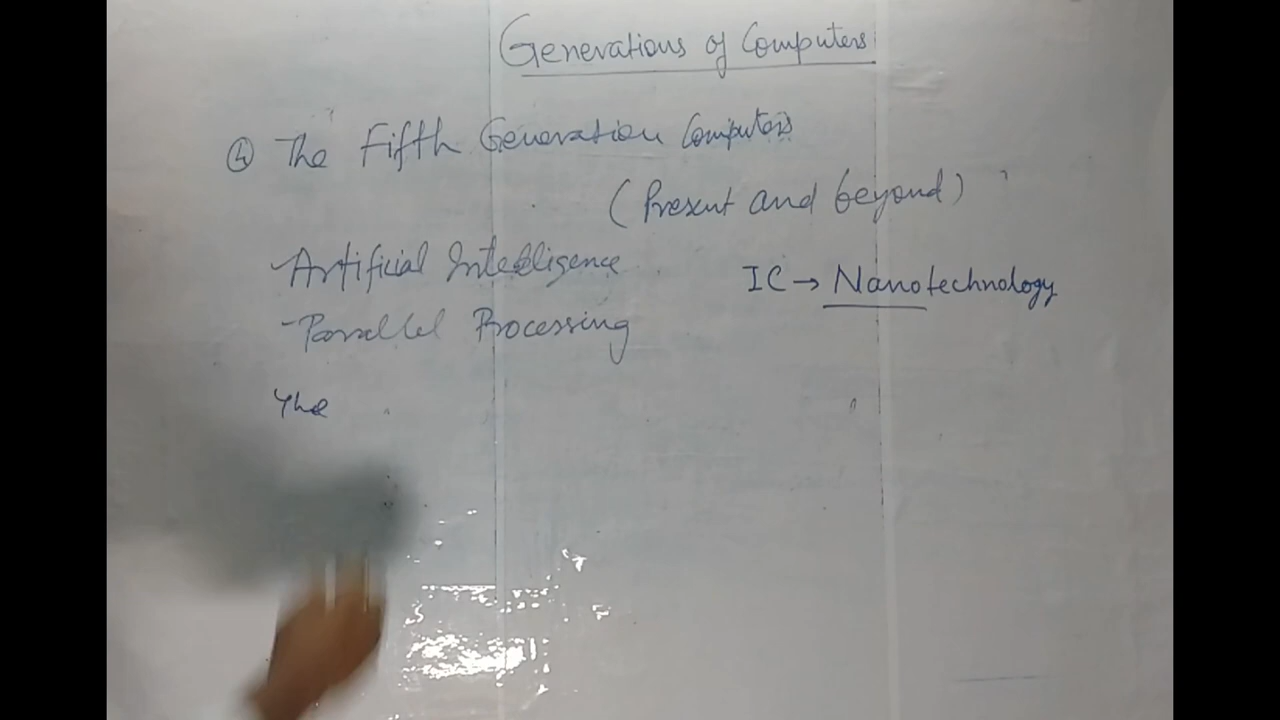 Generations of Computers
④ The Fifth Generation Computers
(Present and beyond)
- Artificial Intelligence
IC → Nanotechnology
- Parallel Processing
The